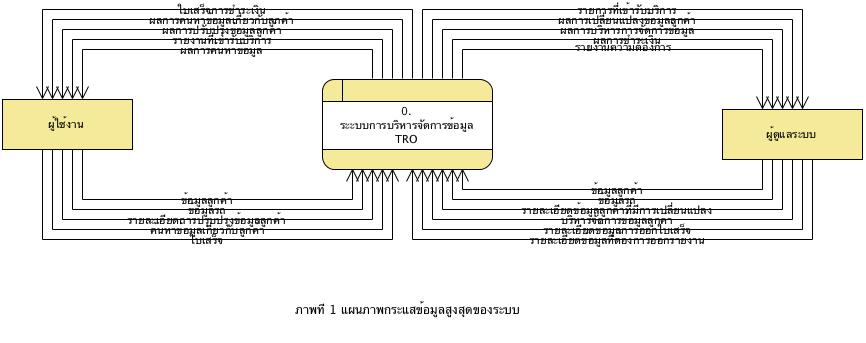 ใบเสร็จการชำระเงิน
ผลการค้นหาข้อมูลเกี่ยวกับลูกค้า
ผลการปรับปรุงข้อมูลลูกค้า
รายงานที่เข้ารับบริการ
ผลการค้นหาข้อมูล
รายการที่เข้ารับบริการ
ผลการเปลี่ยนแปลงข้อมูลลูกค้า
ผลการบริหารการจัดการข้อมูล
ผลการชำระเงิน
รายงานความต้องการ
ผู้ใช้งาน
0.
ระะบบการบริหารจัดการข้อมูล
TRO
ผู้ดูแลระบบ
ข้อมูลลูกค้า
ข้อมูลรถ
รายละเอียดการปรับปรุงข้อมูลลูกค้า
ค้นหาข้อมูลเกี่ยวกับลูกค้า
ใบเสร็จ
ข้อมูลลูกค้า
ข้อมูลรถ
รายละเอียดข้อมูลลูกค้าที่มีการเปลี่ยนแปลง
บริหารจัดการข้อมูลลูกค้า
รายละเอียดข้อมูลการออกใบเสร็จ
รายละเอียดข้อมูลที่ต้องการออกรายงาน
ภาพที่ 1 แผนภาพกระแสข้อมูลสูงสุดของระบบ